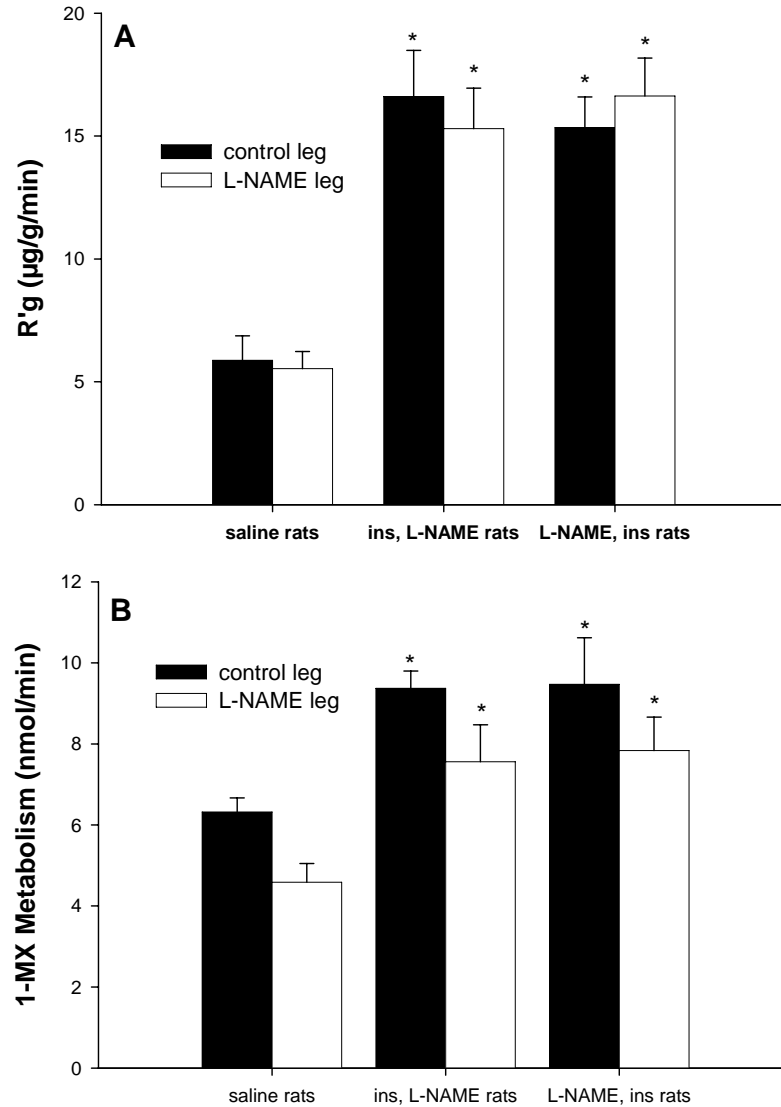 A
20
15
10
5
0
R'g (µg/g/min)
control leg
L-NAME leg
*
*
*
*
saline rats
ins, L-NAME rats
L-NAME, ins rats
B
12
10
8
6
4
2
0
1-MX Metabolism (nmol/min)
control leg
L-NAME leg
*
*
*
*
saline rats
ins, L-NAME rats
L-NAME, ins rats